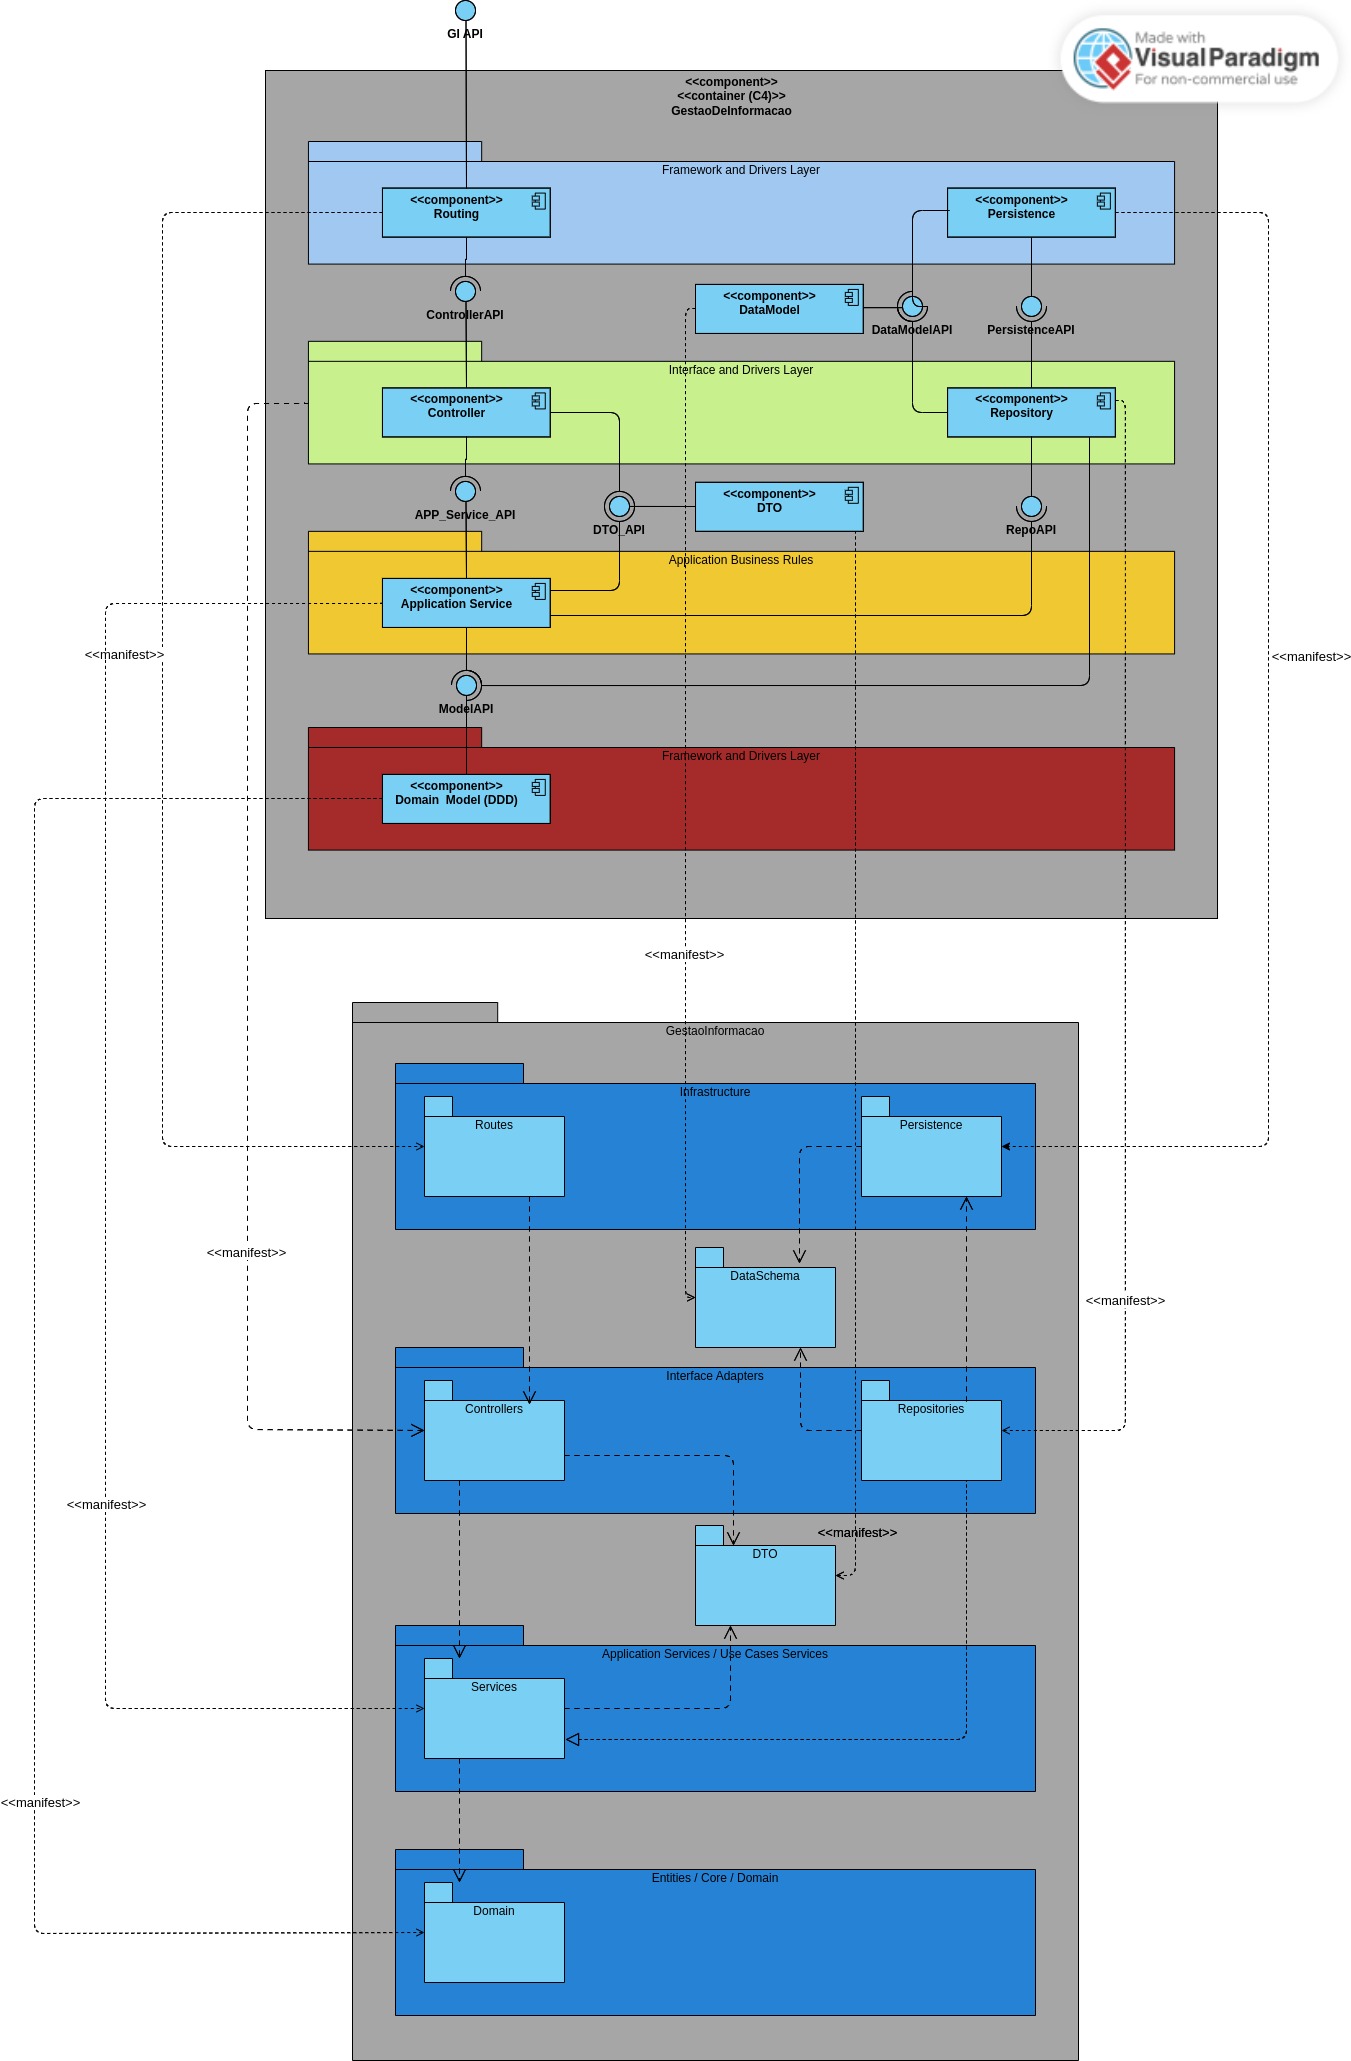 GI API
Made with
Visual Paradigm
For non-commercial use
<<component>>
<<container (C4)>>
GestaoDeInformacao
Framework and Drivers Layer
<<component>>
Routing
<<component>>
Persistence
<<component>>
DataModel
ControllerAPI
DataModelAPI
PersistenceAPI
Interface and Drivers Layer
<<component>>
Controller
<<component>>
Repository
<<component>>
DTO
APP_Service_API
DTO_API
RepoAPI
Application Business Rules
<<component>>
Application Service
<<manifest>>
<<manifest>>
ModelAPI
Framework and Drivers Layer
<<component>>
Domain  Model (DDD)
<<manifest>>
GestaoInformacao
Infrastructure
Routes
Persistence
<<manifest>>
DataSchema
<<manifest>>
Interface Adapters
Controllers
Repositories
<<manifest>>
<<manifest>>
DTO
Application Services / Use Cases Services
Services
<<manifest>>
Entities / Core / Domain
Domain